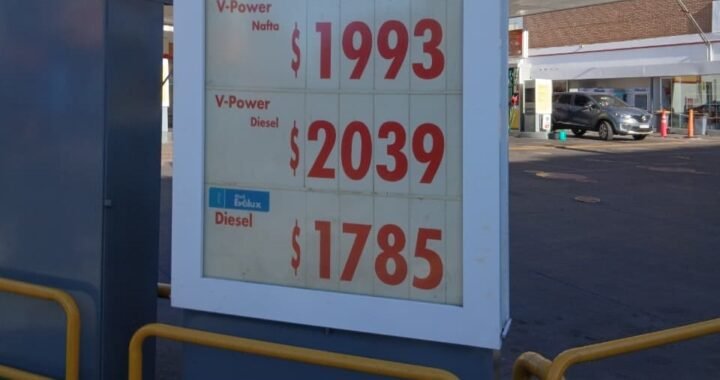 V-Power
Nafta
$ 1993
V-Power
Diesel
$ 2039
Evolux
Diesel
$ 1785